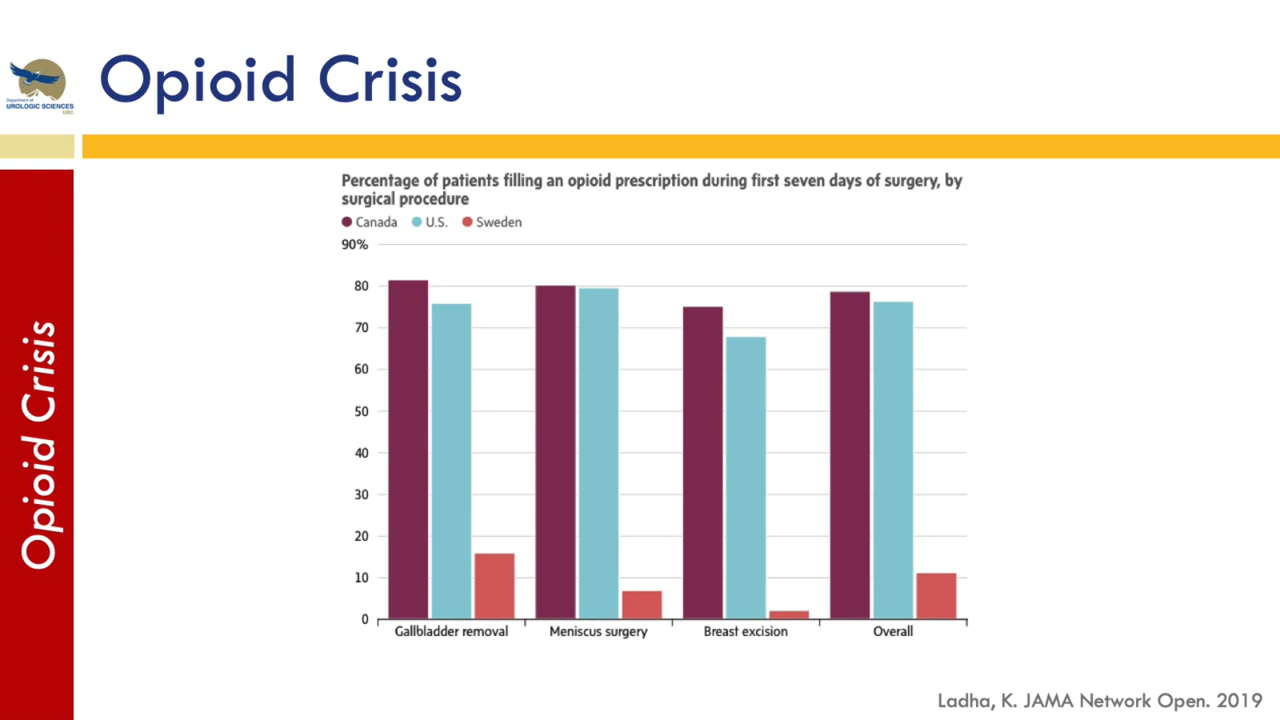 Opioid Crisis
Department of
UROLOGIC SCIENCES
UBC
Opioid Crisis
Percentage of patients filling an opioid prescription during first seven days of surgery, by
surgical procedure
Canada U.S. Sweden
90%
80
70
60
50
40
30
20
10
0
Gallbladder removal Meniscus surgery Breast excision Overall
Ladha, K. JAMA Network Open. 2019